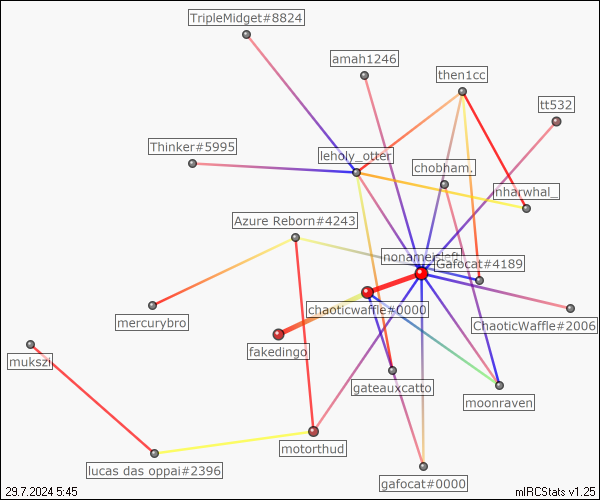 TripleMidget#8824
amah1246
then1cc
tt532
Thinker#5995
leholy_otter
chobham.
nharwhal_
Azure Reborn#4243
Gafocat#4189
chaoticwaffle#0000
mercurybro
ChaoticWaffle#2006
fakedingo
mukszi
gateauxcatto
moonraven
motorthud
lucas das oppai#2396
gafocat#0000
29.7.2024 5:45
mIRCStats v1.25